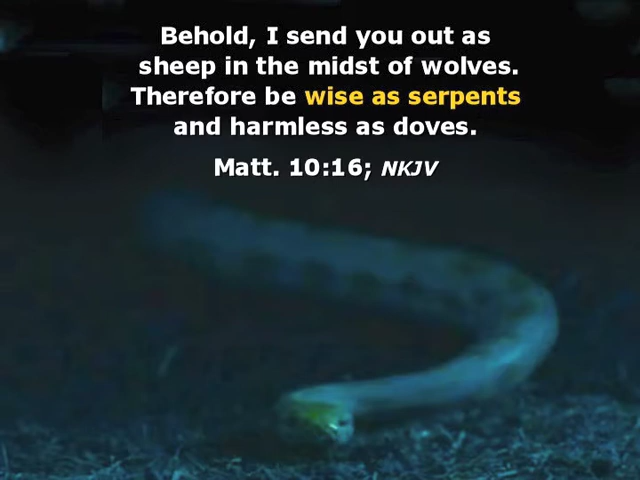 Behold, I send you out as
sheep in the midst of wolves.
Therefore be wise as serpents
and harmless as doves.
Matt. 10:16; NKJV